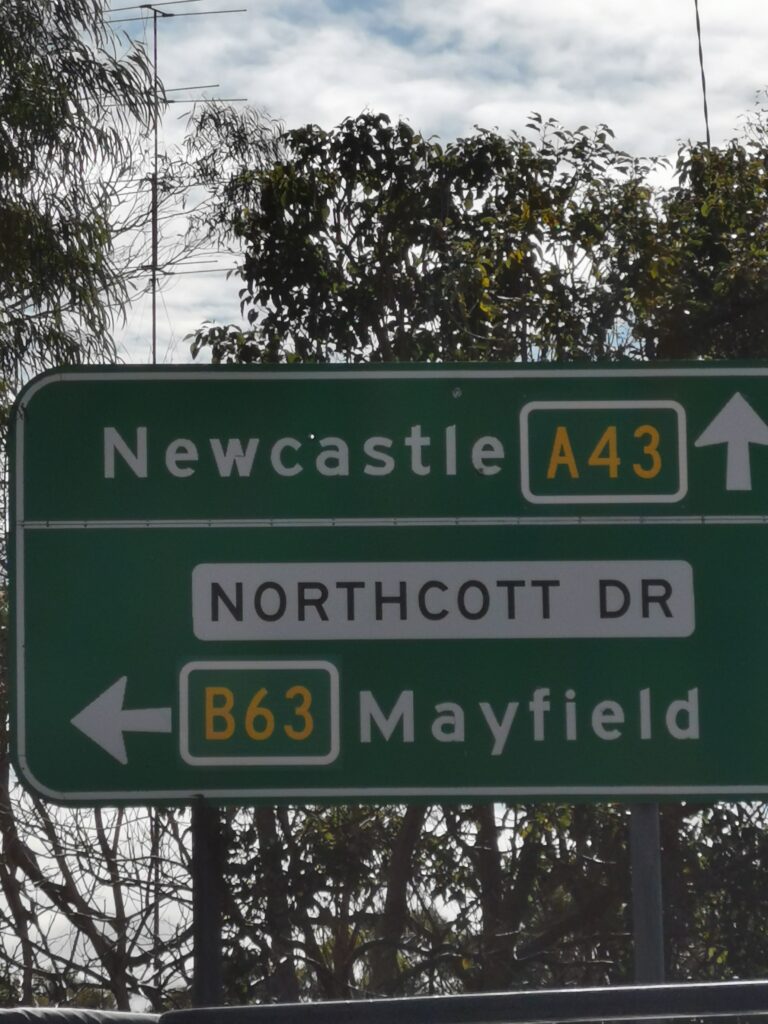 Newcastle A43
NORTHCOTT DR
B63 Mayfield